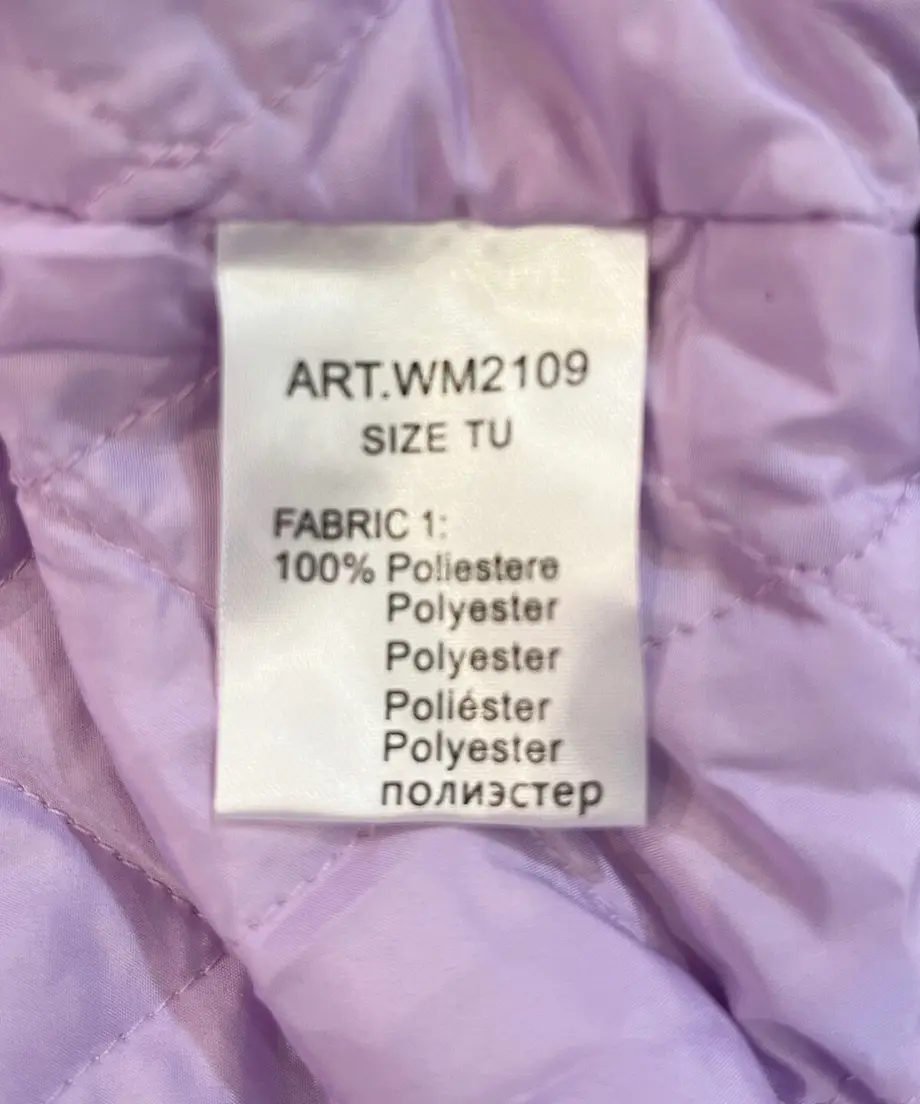 ART.WM2109
SIZE TU
FABRIC 1:
100% Poliestere
Polyester
Polyester
Poliéster
Polyester
полиэстер